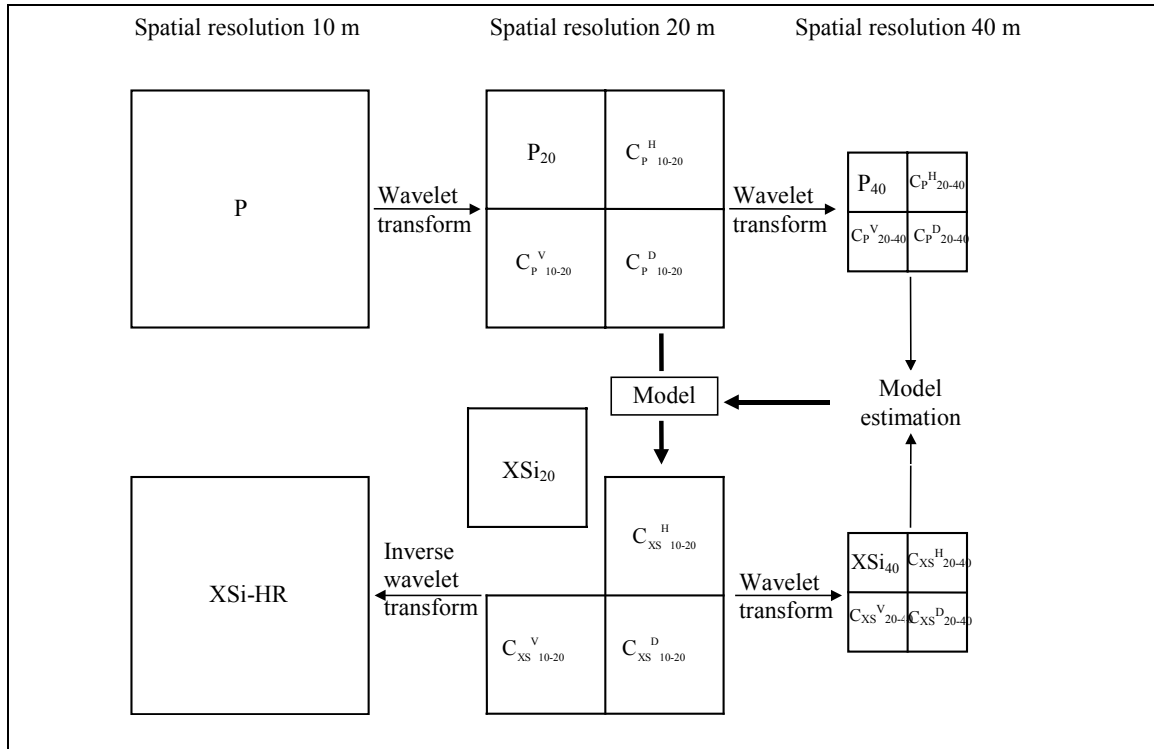 Spatial resolution 10 m
Spatial resolution 20 m
Spatial resolution 40 m
P
Wavelet
transform
P₂₀
C_P^H 10-20
C_P^V 10-20
C_P^D 10-20
Wavelet
transform
P₄₀
C_P^H 20-40
C_P^V 20-40
C_P^D 20-40
Model
Model
estimation
XSi₂₀
XSi-HR
Inverse
wavelet
transform
C_XS^H 10-20
C_XS^V 10-20
C_XS^D 10-20
Wavelet
transform
XSi₄₀
C_XS^H 20-40
C_XS^V 20-40
C_XS^D 20-40